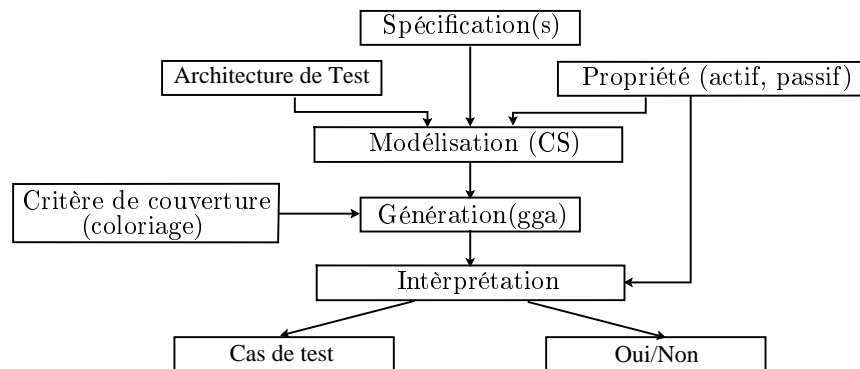 Spécification(s)
Architecture de Test
Propriété (actif, passif)
Modélisation (CS)
Critère de couverture
(coloriage)
Génération(gga)
Intèrprétation
Cas de test
Oui/Non